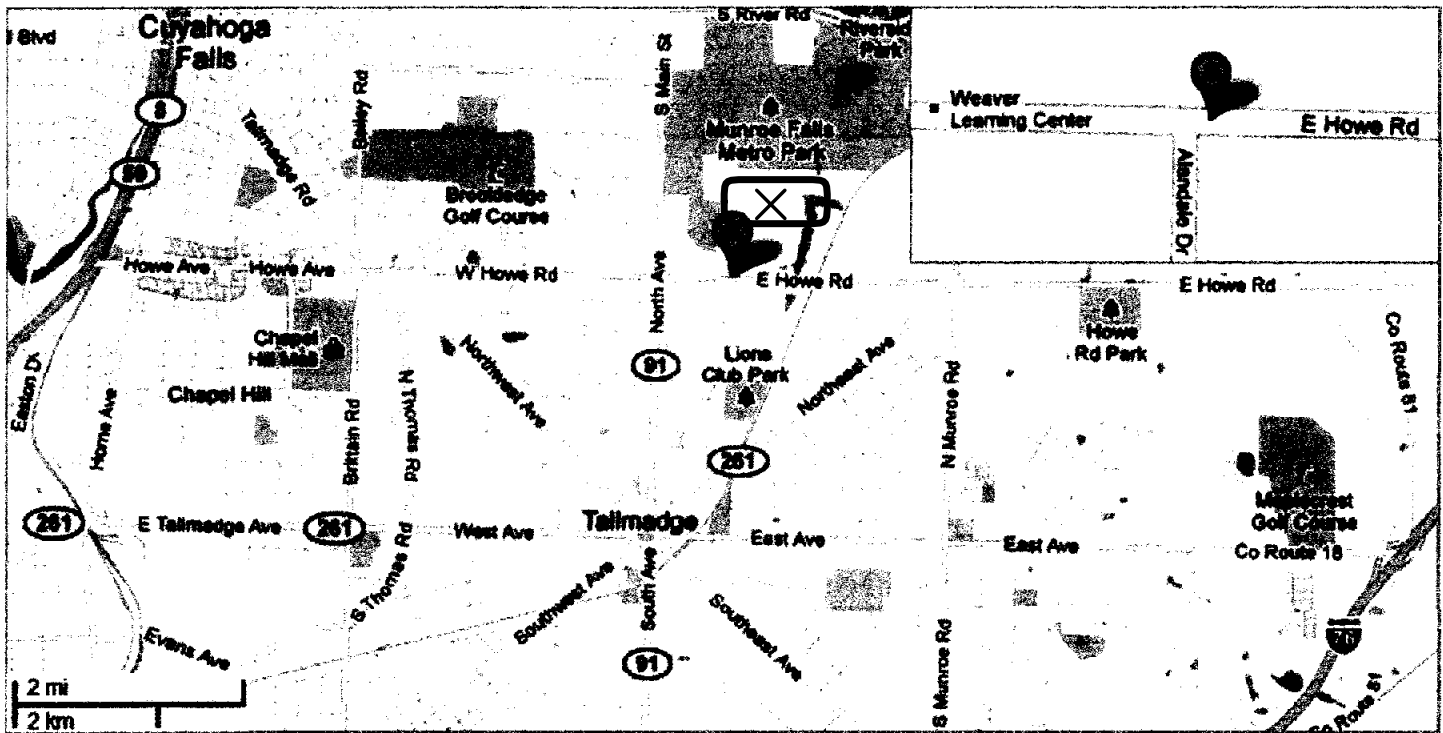 Cuyahoga
Falls
Blvd
S River Rd
Riversid
Park
S Main St
Bailey Rd
8
59
Tallmadge Rd
Munroe Falls
Metro Park
Weaver
Learning Center
E Howe Rd
Alandale Dr
Brookledge
Golf Course
Howe Ave
Howe Ave
W Howe Rd
E Howe Rd
E Howe Rd
North Ave
Howe
Rd Park
Chapel
Hill Mall
91
Lions
Club Park
Northwest Ave
Northeast Ave
Co Route 81
Easton Dr
Chapel Hill
N Thomas Rd
N Munroe Rd
Home Ave
Brittain Rd
261
261
E Tallmadge Ave
261
West Ave
Tallmadge
East Ave
East Ave
Maplecrest
Golf Course
Co Route 18
S Thomas Rd
Southwest Ave
South Ave
Southeast Ave
Evans Ave
91
S Munroe Rd
76
Co Route 81
2 mi
2 km